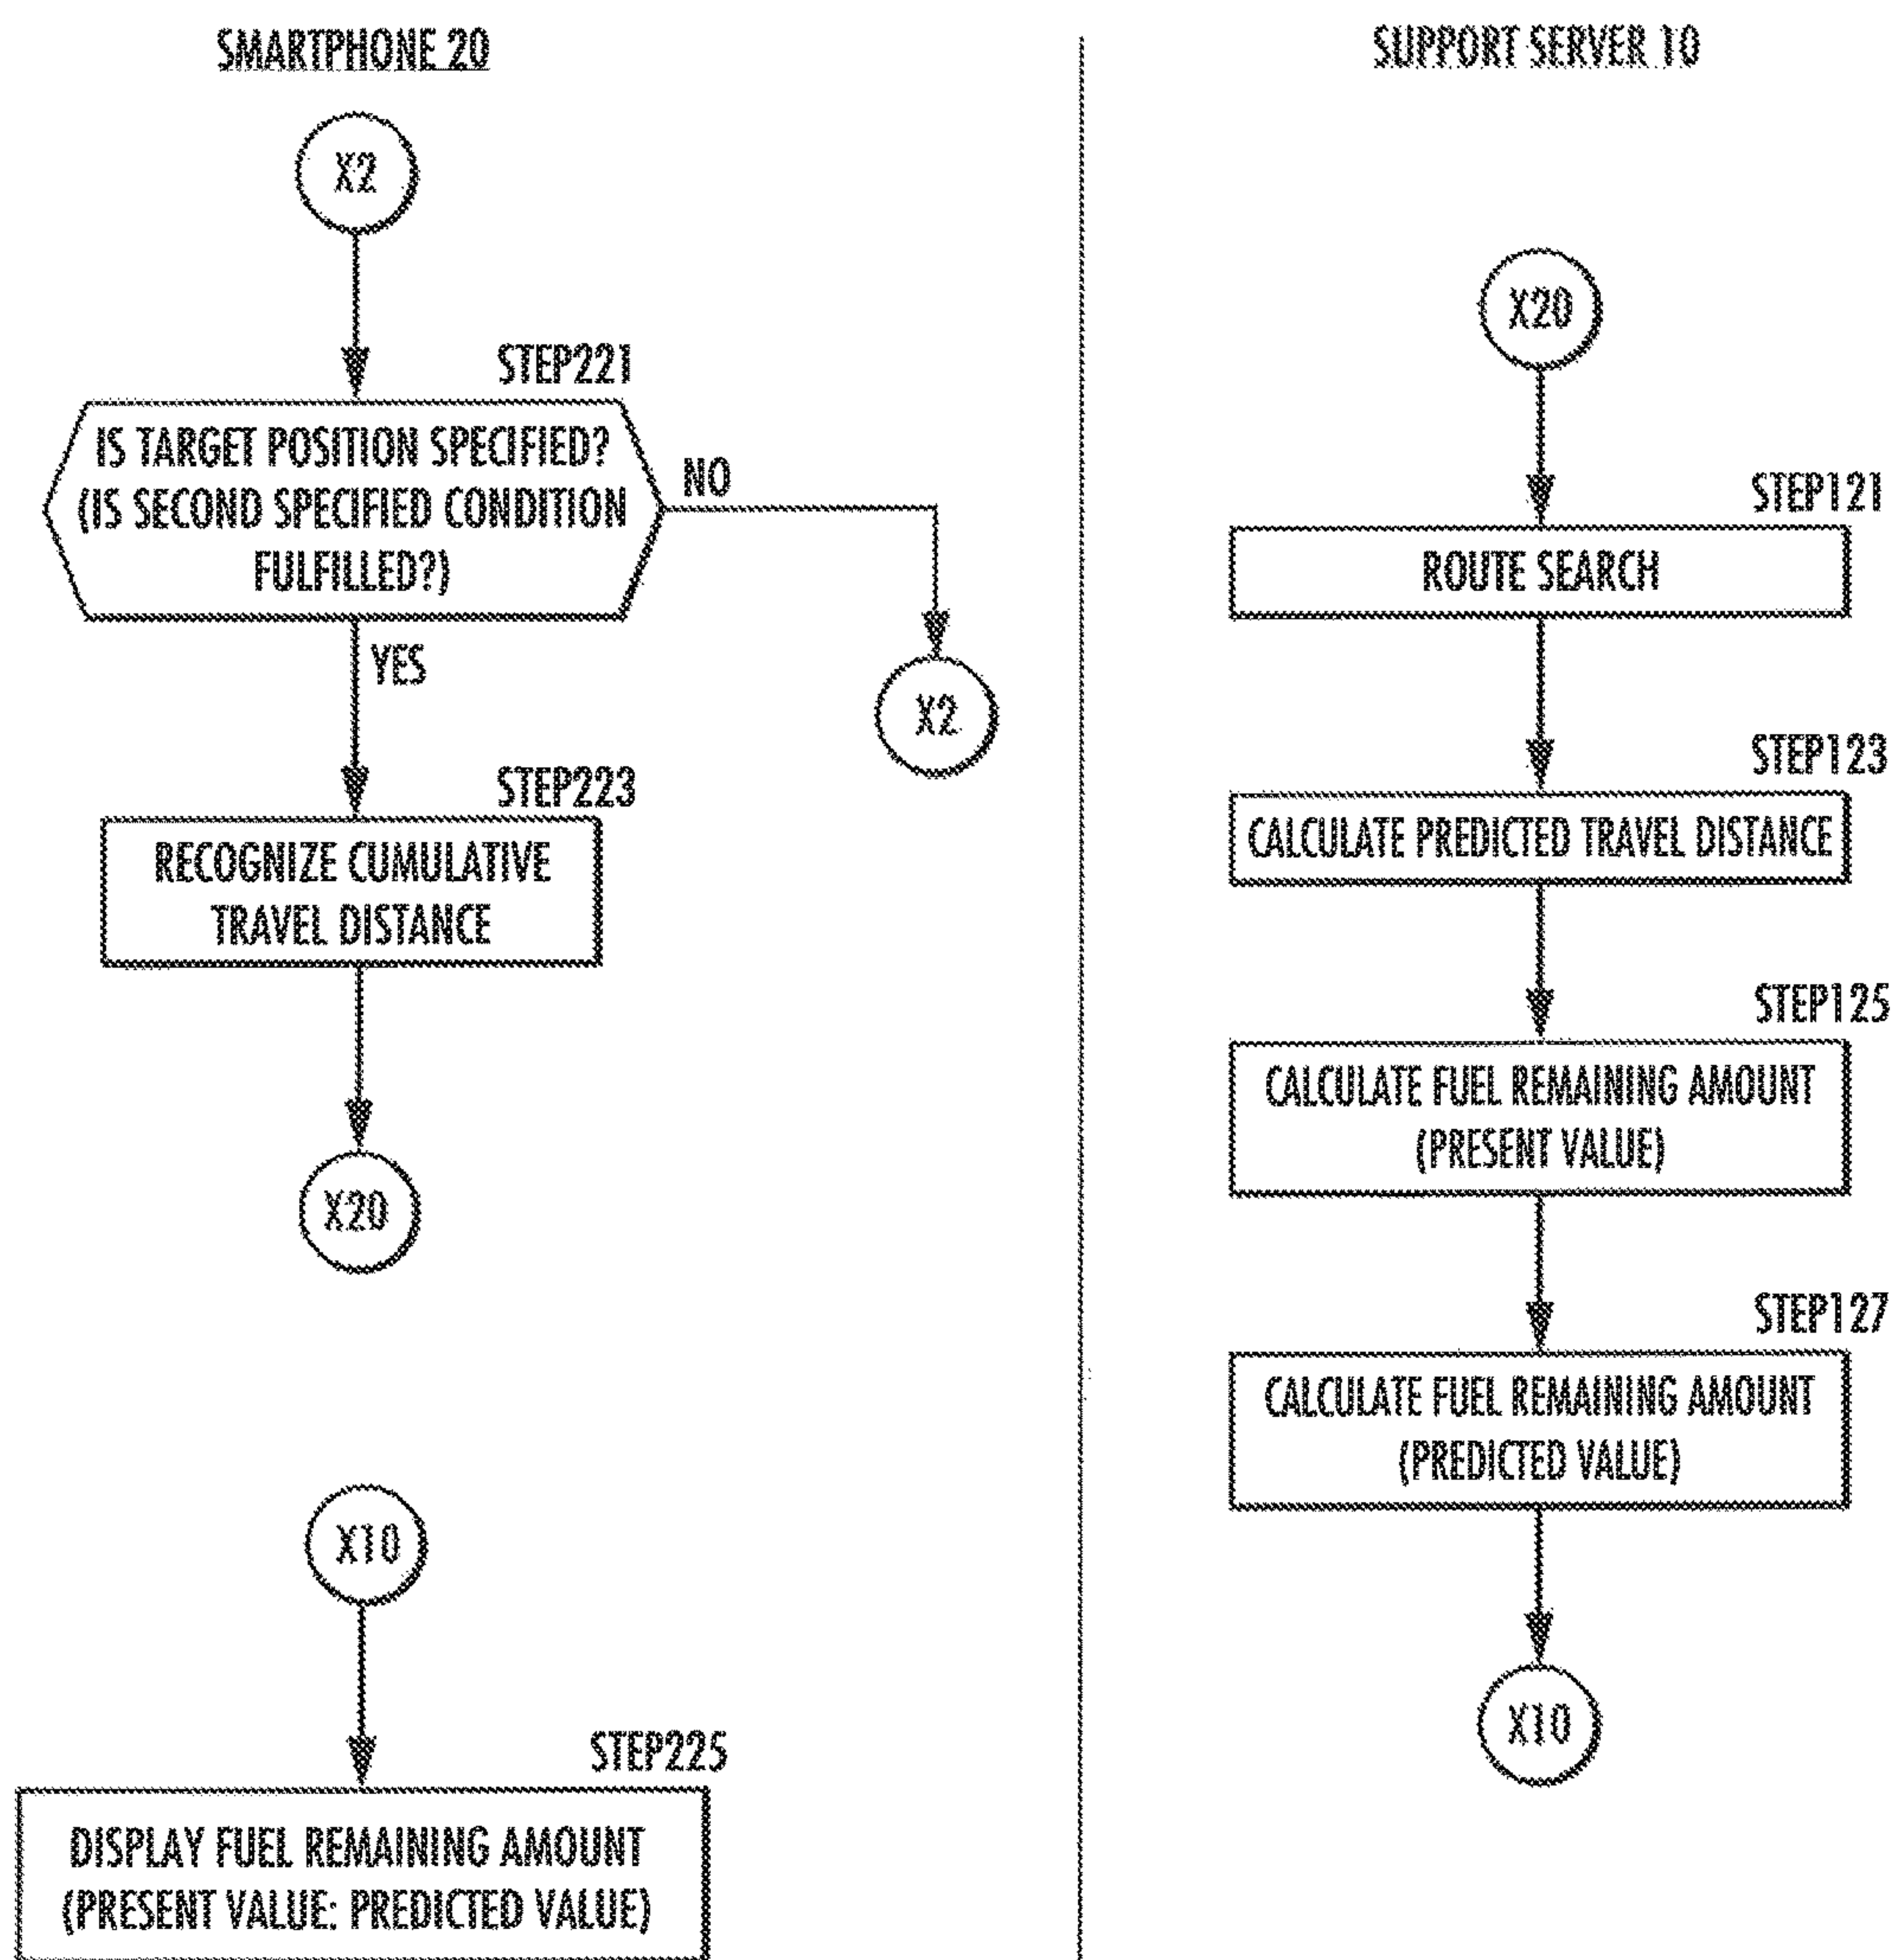 SMARTPHONE 20
X2
STEP221
IS TARGET POSITION SPECIFIED?
(IS SECOND SPECIFIED CONDITION
FULFILLED?)
NO
YES
X2
STEP223
RECOGNIZE CUMULATIVE
TRAVEL DISTANCE
X20
X10
STEP225
DISPLAY FUEL REMAINING AMOUNT
(PRESENT VALUE: PREDICTED VALUE)
SUPPORT SERVER 10
X20
STEP121
ROUTE SEARCH
STEP123
CALCULATE PREDICTED TRAVEL DISTANCE
STEP125
CALCULATE FUEL REMAINING AMOUNT
(PRESENT VALUE)
STEP127
CALCULATE FUEL REMAINING AMOUNT
(PREDICTED VALUE)
X10